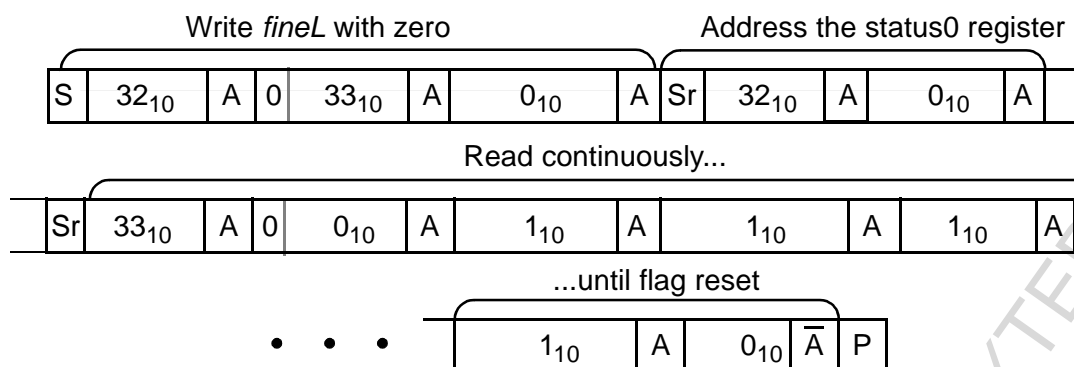 Write fineL with zero Address the status0 register
S 32₁₀ A 0 33₁₀ A 0₁₀ A Sr 32₁₀ A 0₁₀ A
Read continuously...
Sr 33₁₀ A 0 0₁₀ A 1₁₀ A 1₁₀ A 1₁₀ A
...until flag reset
• • • 1₁₀ A 0₁₀ A̅ P